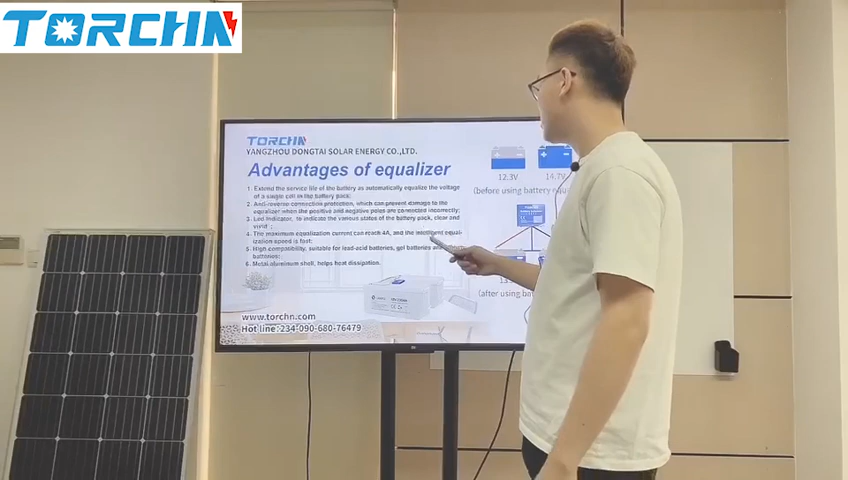 TORCHN
TORCHN
YANGZHOU DONGTAI SOLAR ENERGY CO.,LTD.
Advantages of equalizer
1. Extend the service life of the battery as automatically equalize the voltage
of a single cell in the battery pack;
2. Anti-reverse connection protection, which can prevent damage to the
equalizer when the positive and negative poles are connected incorrectly;
3. Led indicator, to indicate the various status of the battery pack, clear and
vivid ;
4. The maximum equalization current can reach 4A, and the intelligent equal-
ization speed is fast;
5. High compatibility, suitable for lead-acid batteries, gel batteries and
batteries;
6. Metal aluminum shell, helps heat dissipation.
12.3V 14.7V
(before using battery
(after using
www.torchn.com
Hot line:234-090-680-76479